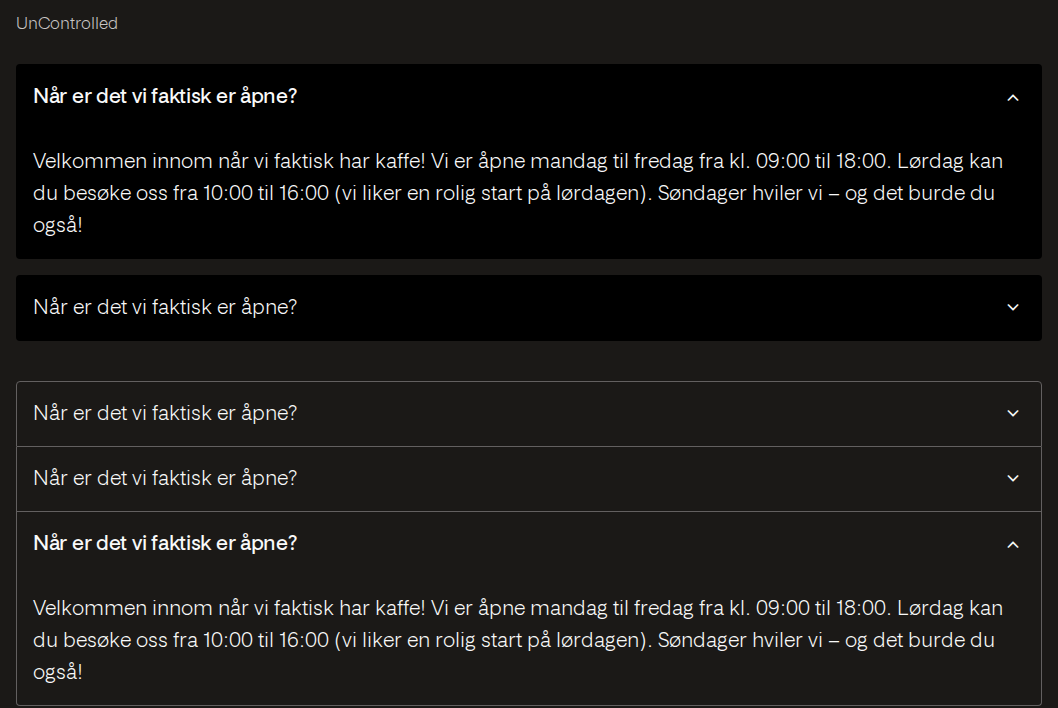 UnControlled
Når er det vi faktisk er åpne?
Velkommen innom når vi faktisk har kaffe! Vi er åpne mandag til fredag fra kl. 09:00 til 18:00. Lørdag kan
du besøke oss fra 10:00 til 16:00 (vi liker en rolig start på lørdagen). Søndager hviler vi – og det burde du
også!
Når er det vi faktisk er åpne?
Når er det vi faktisk er åpne?
Når er det vi faktisk er åpne?
Når er det vi faktisk er åpne?
Velkommen innom når vi faktisk har kaffe! Vi er åpne mandag til fredag fra kl. 09:00 til 18:00. Lørdag kan
du besøke oss fra 10:00 til 16:00 (vi liker en rolig start på lørdagen). Søndager hviler vi – og det burde du
også!